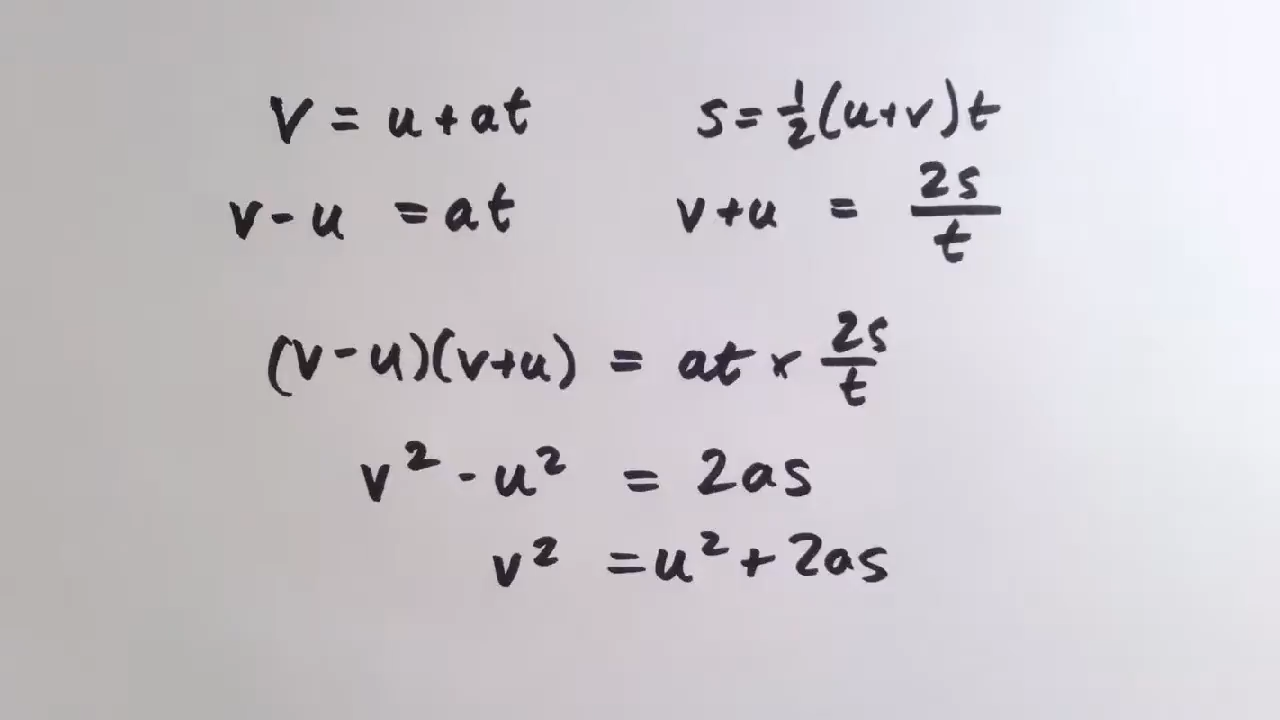 v = u + at s = ½(u+v)t
v - u = at v + u = 2s/t
(v - u)(v + u) = at × 2s/t
v² - u² = 2as
v² = u² + 2as